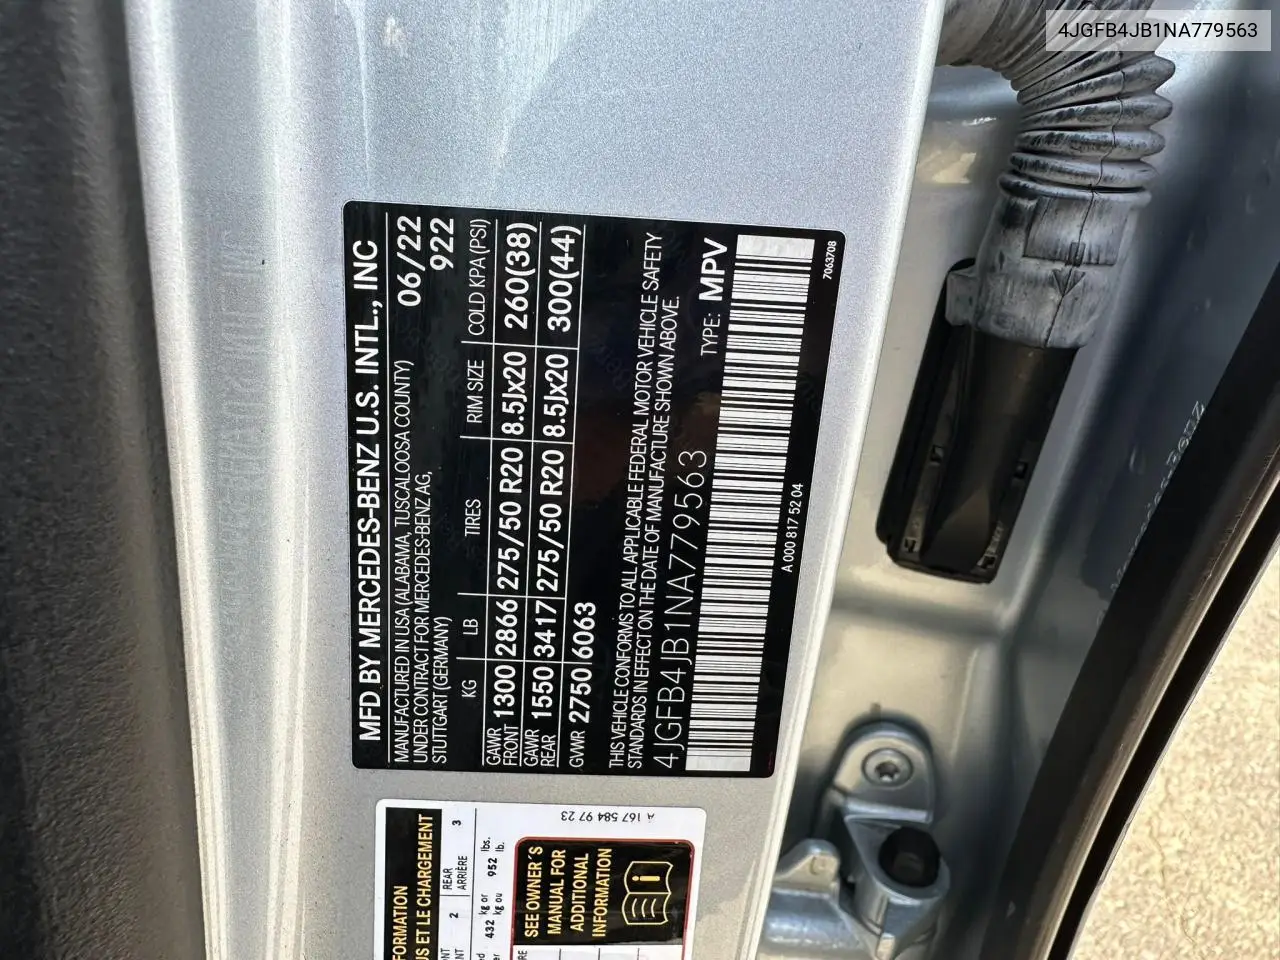 4JGFB4JB1NA779563
MFD BY MERCEDES-BENZ U.S. INTL., INC
MANUFACTURED IN USA (ALABAMA, TUSCALOOSA COUNTY) 06/22
UNDER CONTRACT FOR MERCEDES-BENZ AG, 922
STUTTGART (GERMANY)
KG LB TIRES RIM SIZE COLD KPA (PSI)
GAWR FRONT 1300 2866 275/50 R20 8.5Jx20 260(38)
GAWR REAR 1550 3417 275/50 R20 8.5Jx20 300(44)
GVWR 2750 6063
THIS VEHICLE CONFORMS TO ALL APPLICABLE FEDERAL MOTOR VEHICLE SAFETY
STANDARDS IN EFFECT ON THE DATE OF MANUFACTURE SHOWN ABOVE.
4JGFB4JB1NA779563 TYPE: MPV
A 000 817 52 04
7063708
FORMATION
US ET LE CHARGEMENT
2 REAR 3
ARRIÈRE
432 kg or 952 lbs.
kg ou lb.
SEE OWNER´S
MANUAL FOR
ADDITIONAL
INFORMATION
A 167 584 97 23